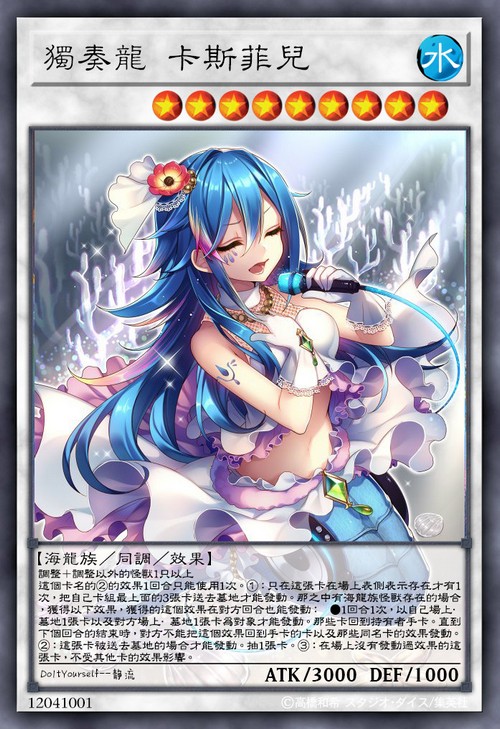 獨奏龍 卡斯菲兒
水
【海龍族／同調／效果】
調整＋調整以外的怪獸1只以上
這個卡名的②的效果1回合只能使用1次。①：只在這張卡在場上表側表示存在才有1
次，把自己卡組最上面的3張卡送去墓地才能發動。那之中有海龍族怪獸存在的場合，
獲得以下效果，獲得的這個效果在對方回合也能發動： ●1回合1次，以自己場上・
墓地1張卡以及對方場上・墓地1張卡為對象才能發動。那些卡回到持有者手卡。直到
下個回合的結束時，對方不能把這個效果回到手卡的卡以及那些同名卡的效果發動。
②：這張卡被送去墓地的場合才能發動。抽1張卡。③：在場上沒有發動過效果的這
張卡，不受其他卡的效果影響。
DoItYourself--靜流
ATK/3000 DEF/1000
12041001
©高橋和希 スタジオ・ダイス/集英社